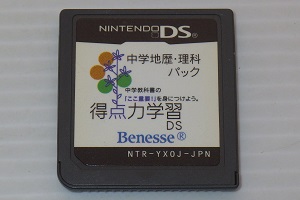 NINTENDO DS
中学地歴・理科
パック
中学教科書の
「ここ重要!」を身につけよう。
得点力学習
DS
Benesse®
NTR-YXOJ-JPN